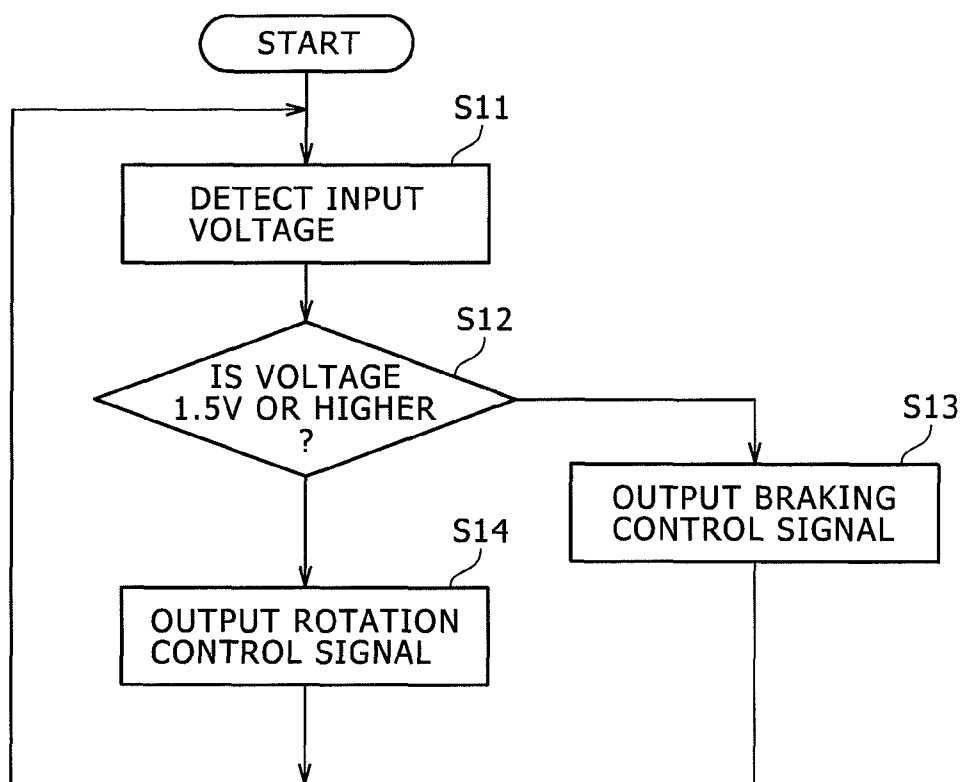 START
S11
DETECT INPUT
VOLTAGE
S12
IS VOLTAGE
1.5V OR HIGHER
?
S13
OUTPUT BRAKING
CONTROL SIGNAL
S14
OUTPUT ROTATION
CONTROL SIGNAL